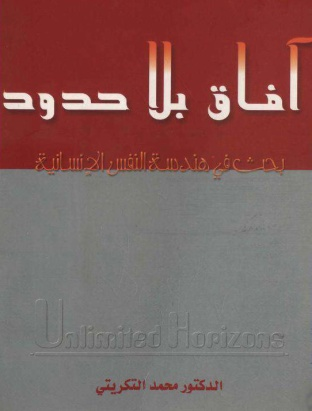 آفاق بلا حدود
بحث في هندسة النفس الإنسانية
Unlimited Horizons
الدكتور محمد التكريتي